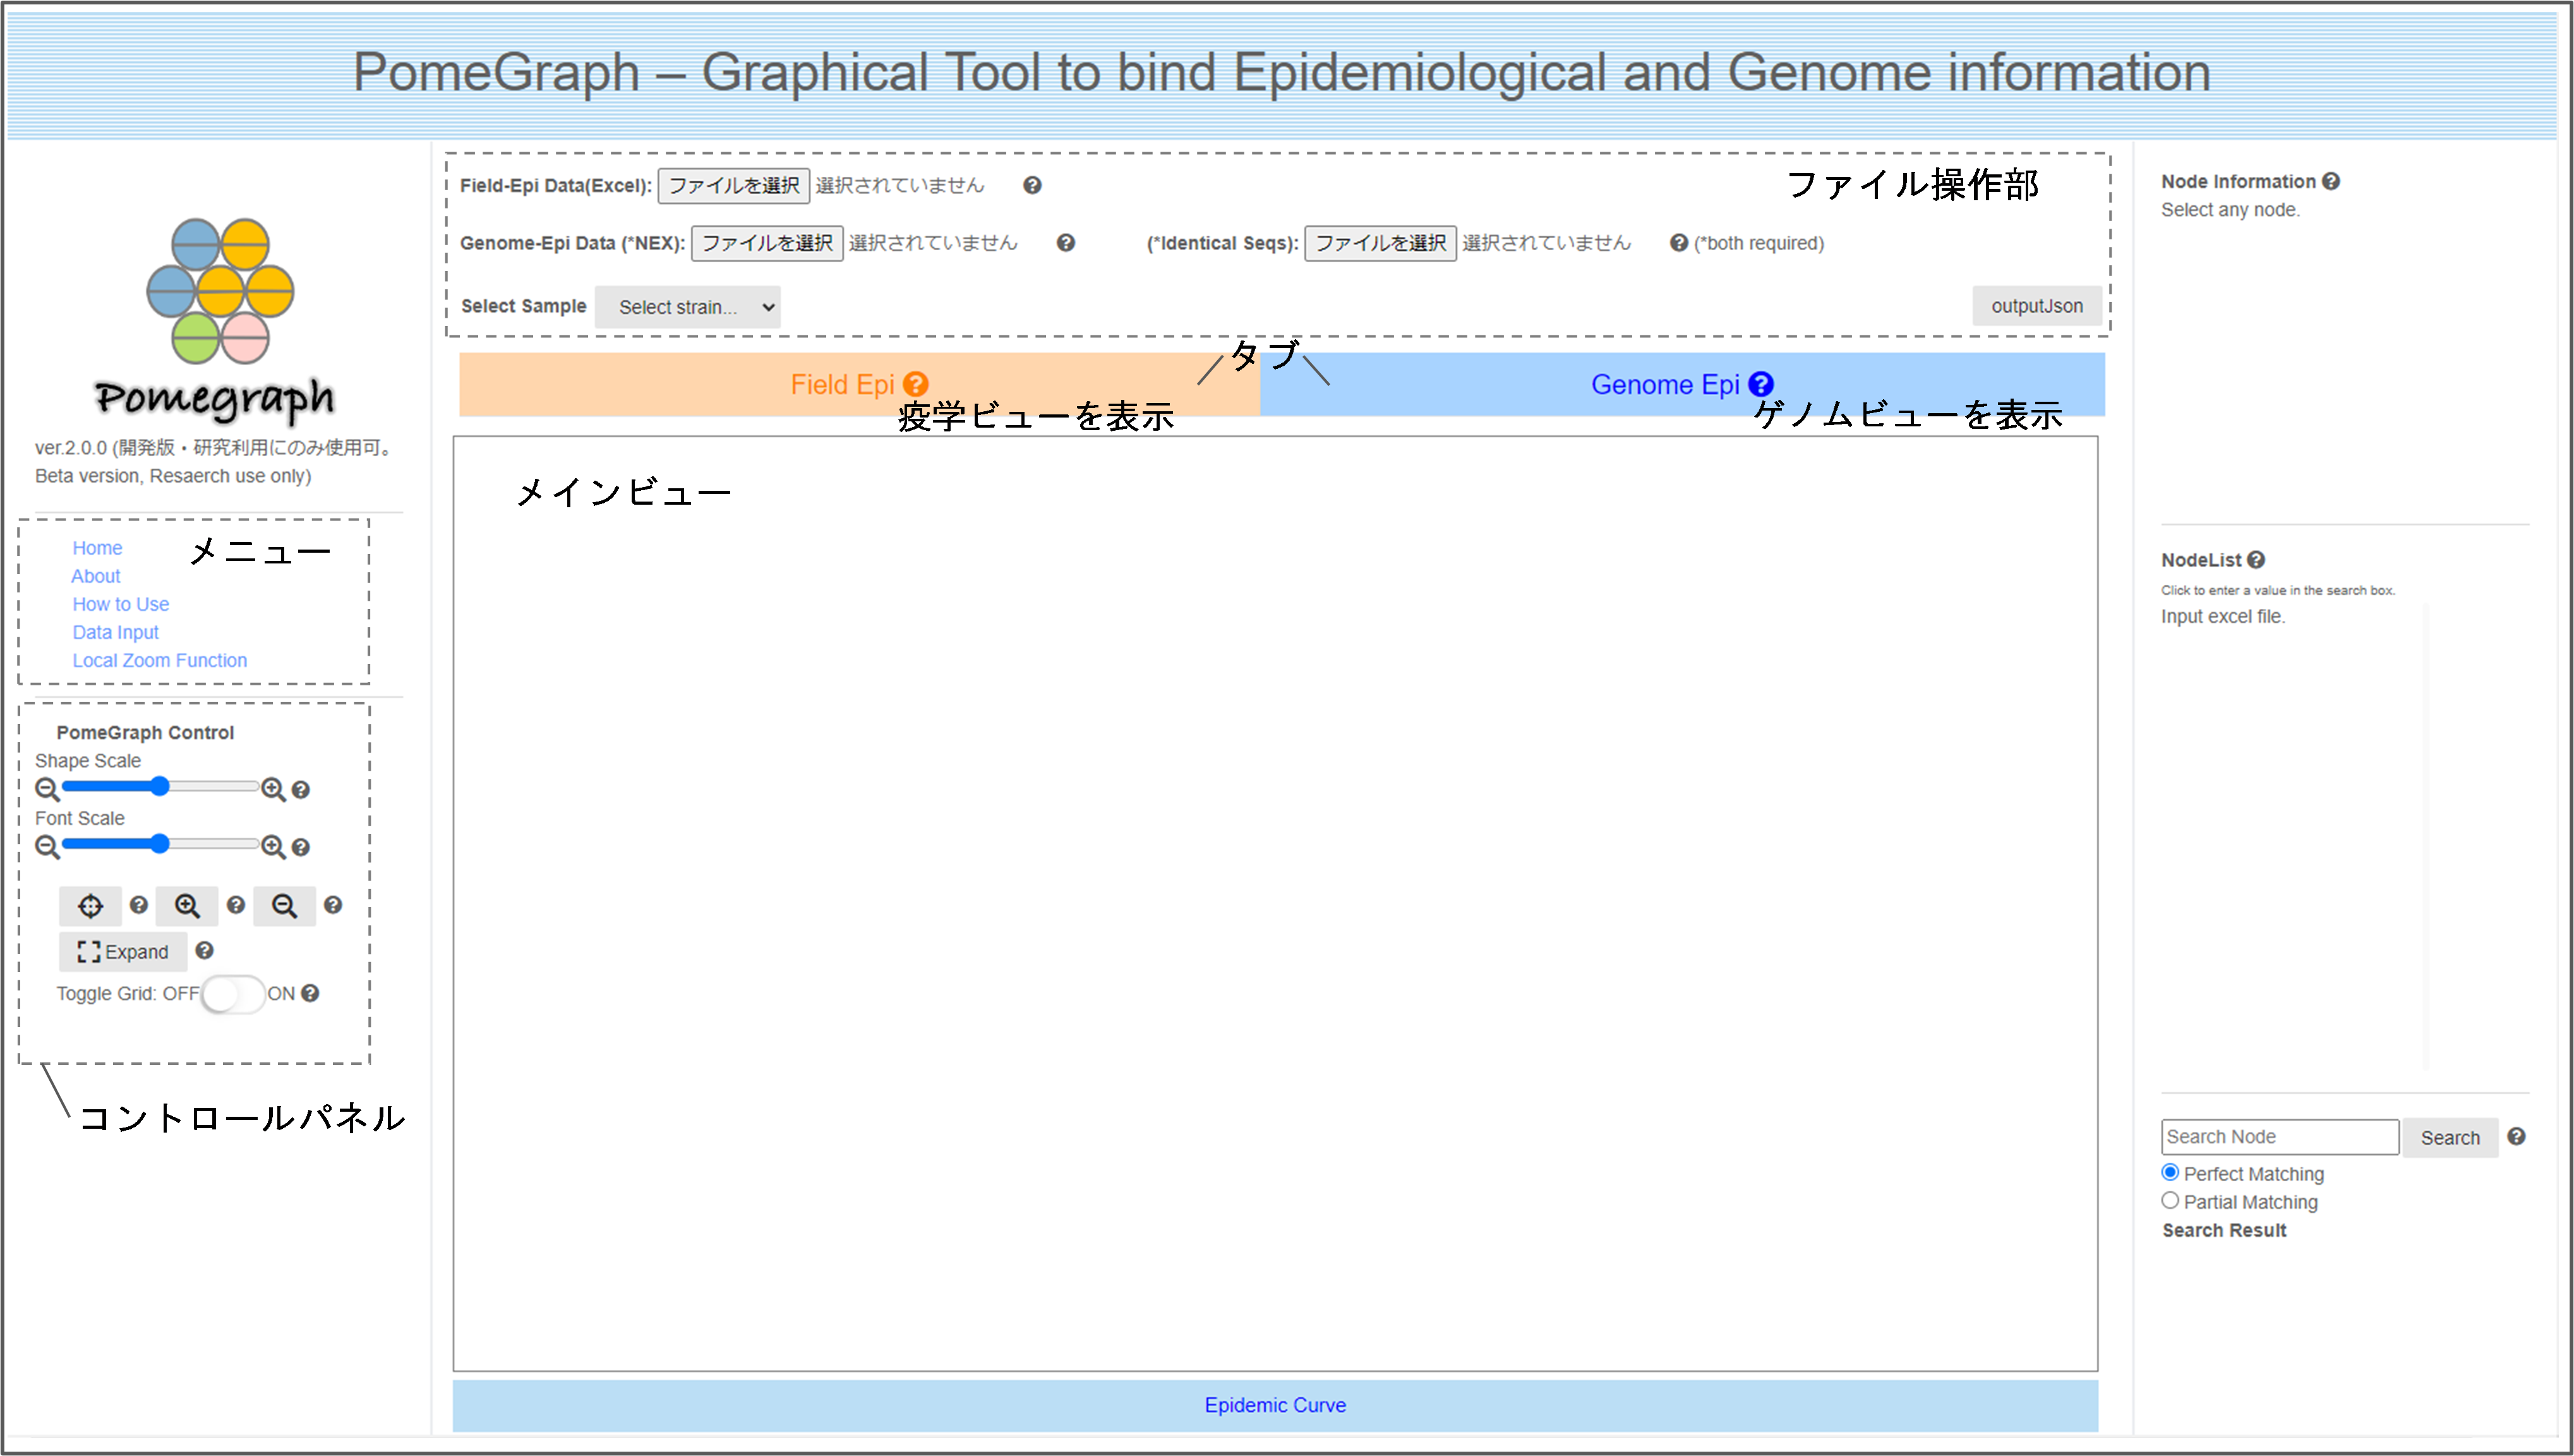 PomeGraph – Graphical Tool to bind Epidemiological and Genome information
Pomegraph
ver.2.0.0 (開発版・研究利用にのみ使用可。
Beta version, Resaerch use only)
メニュー
Home
About
How to Use
Data Input
Local Zoom Function
PomeGraph Control
Shape Scale
Font Scale
Expand
Toggle Grid: OFF ON
コントロールパネル
Field-Epi Data(Excel): ファイルを選択 選択されていません
ファイル操作部
Genome-Epi Data (*NEX): ファイルを選択 選択されていません (*Identical Seqs): ファイルを選択 選択されていません (*both required)
Select Sample Select strain... outputJson
タブ
Field Epi Genome Epi
疫学ビューを表示 ゲノムビューを表示
メインビュー
Epidemic Curve
Node Information
Select any node.
NodeList
Click to enter a value in the search box.
Input excel file.
Search Node Search
Perfect Matching
Partial Matching
Search Result